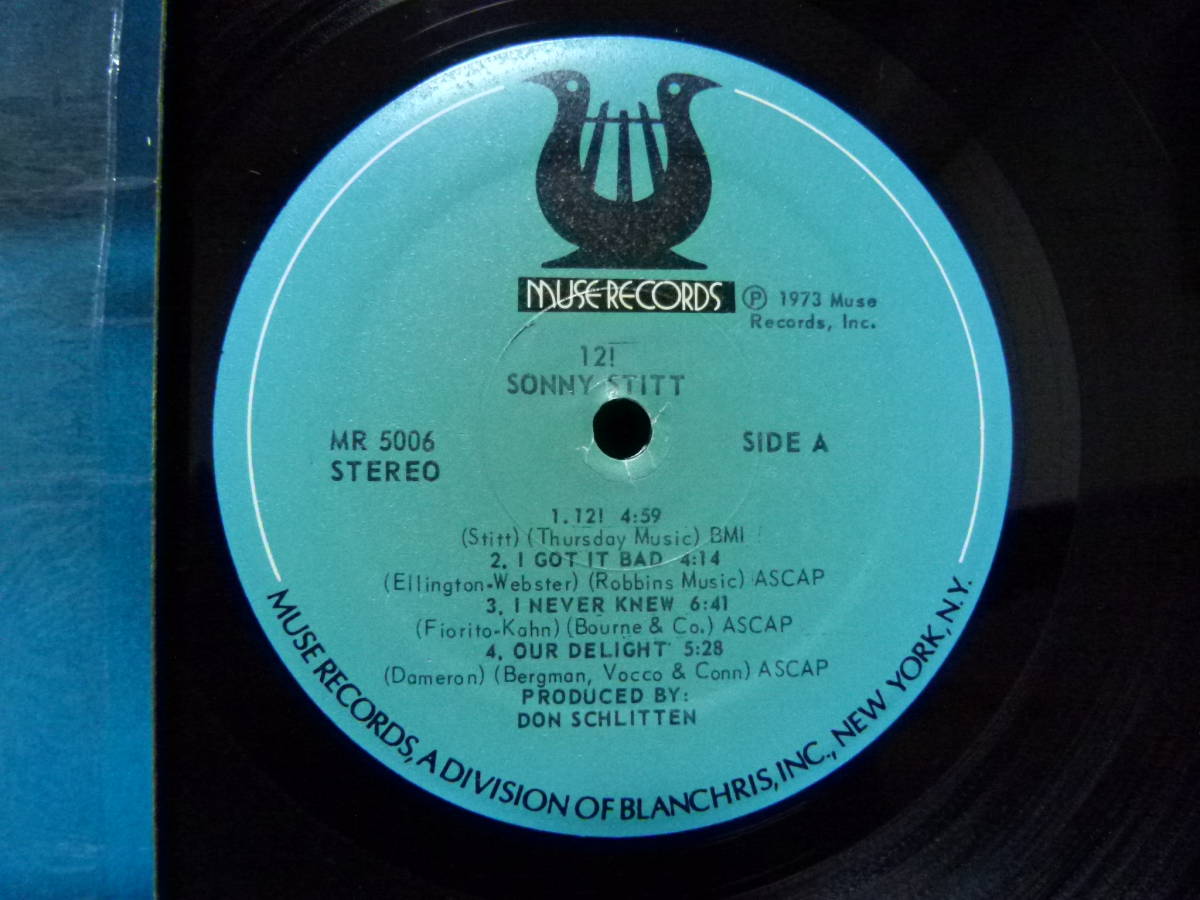 MUSE RECORDS
Ⓟ 1973 Muse
Records, Inc.
12!
SONNY STITT
MR 5006
STEREO
SIDE A
1. 12! 4:59
(Stitt) (Thursday Music) BMI
2. I GOT IT BAD 4:14
(Ellington-Webster) (Robbins Music) ASCAP
3. I NEVER KNEW 6:41
(Fiorito-Kahn) (Bourne & Co.) ASCAP
4. OUR DELIGHT 5:28
(Dameron) (Bergman, Vocco & Conn) ASCAP
PRODUCED BY:
DON SCHLITTEN
MUSE RECORDS, A DIVISION OF BLANCHRIS, INC., NEW YORK, N.Y.